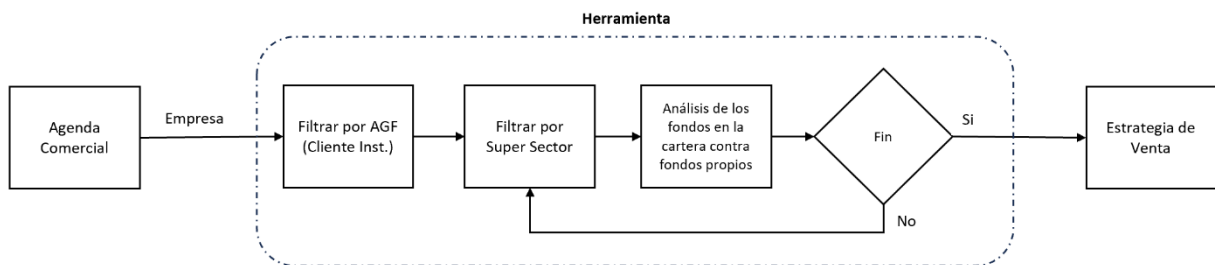 Herramienta
Agenda
Comercial
Empresa
Filtrar por AGF
(Cliente Inst.)
Filtrar por
Super Sector
Análisis de los
fondos en la
cartera contra
fondos propios
Fin
Si
No
Estrategia de
Venta